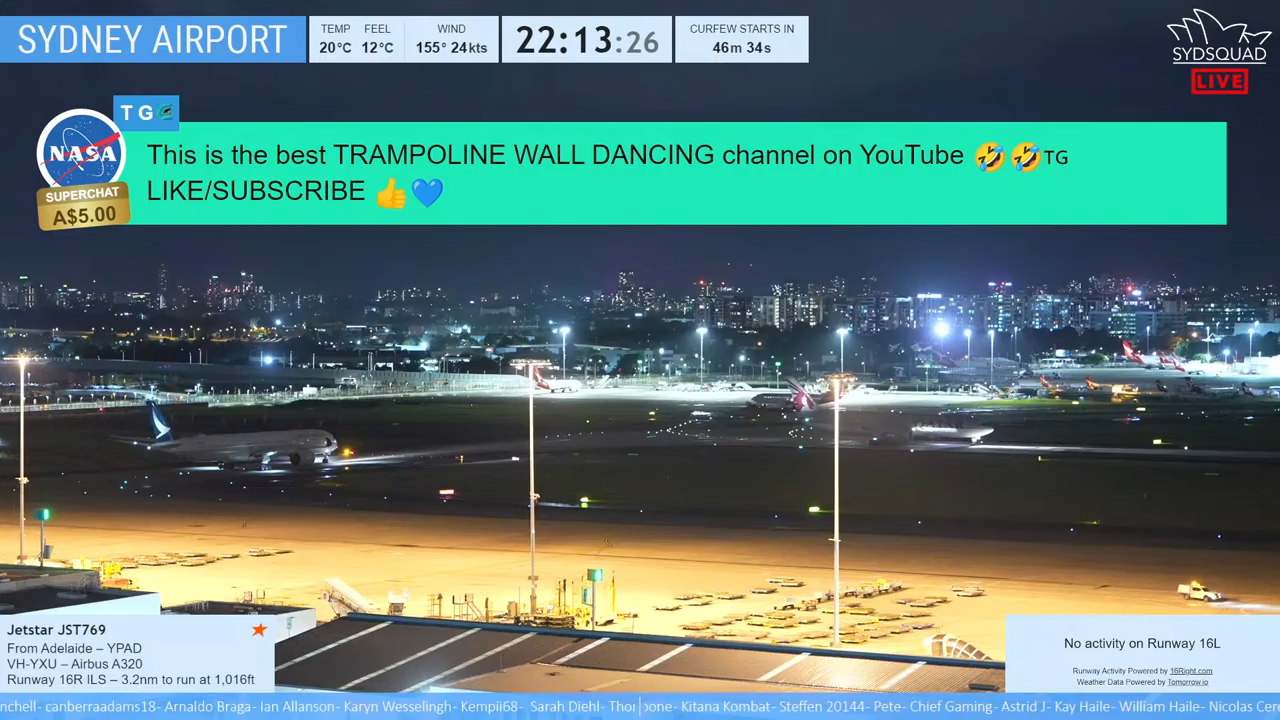 SYDNEY AIRPORT
TEMP FEEL WIND
20°C 12°C 155° 24kts
22:13:26
CURFEW STARTS IN
46m 34s
SYDSQUAD
LIVE
TG
NASA
SUPERCHAT
A$5.00
This is the best TRAMPOLINE WALL DANCING channel on YouTube 🤣🤣TG
LIKE/SUBSCRIBE 👍💙
Jetstar JST769
From Adelaide – YPAD
VH-YXU – Airbus A320
Runway 16R ILS – 3.2nm to run at 1,016ft
No activity on Runway 16L
Runway Activity Powered by 16Right.com
Weather Data Powered by Tomorrow.io
nchell- canberraadams18- Arnaldo Braga- Ian Allanson- Karyn Wesselingh- Kempii68- Sarah Diehl- Thor oone- Kitana Kombat- Steffen 20144- Pete- Chief Gaming- Astrid J- Kay Haile- William Haile- Nicolas Cere